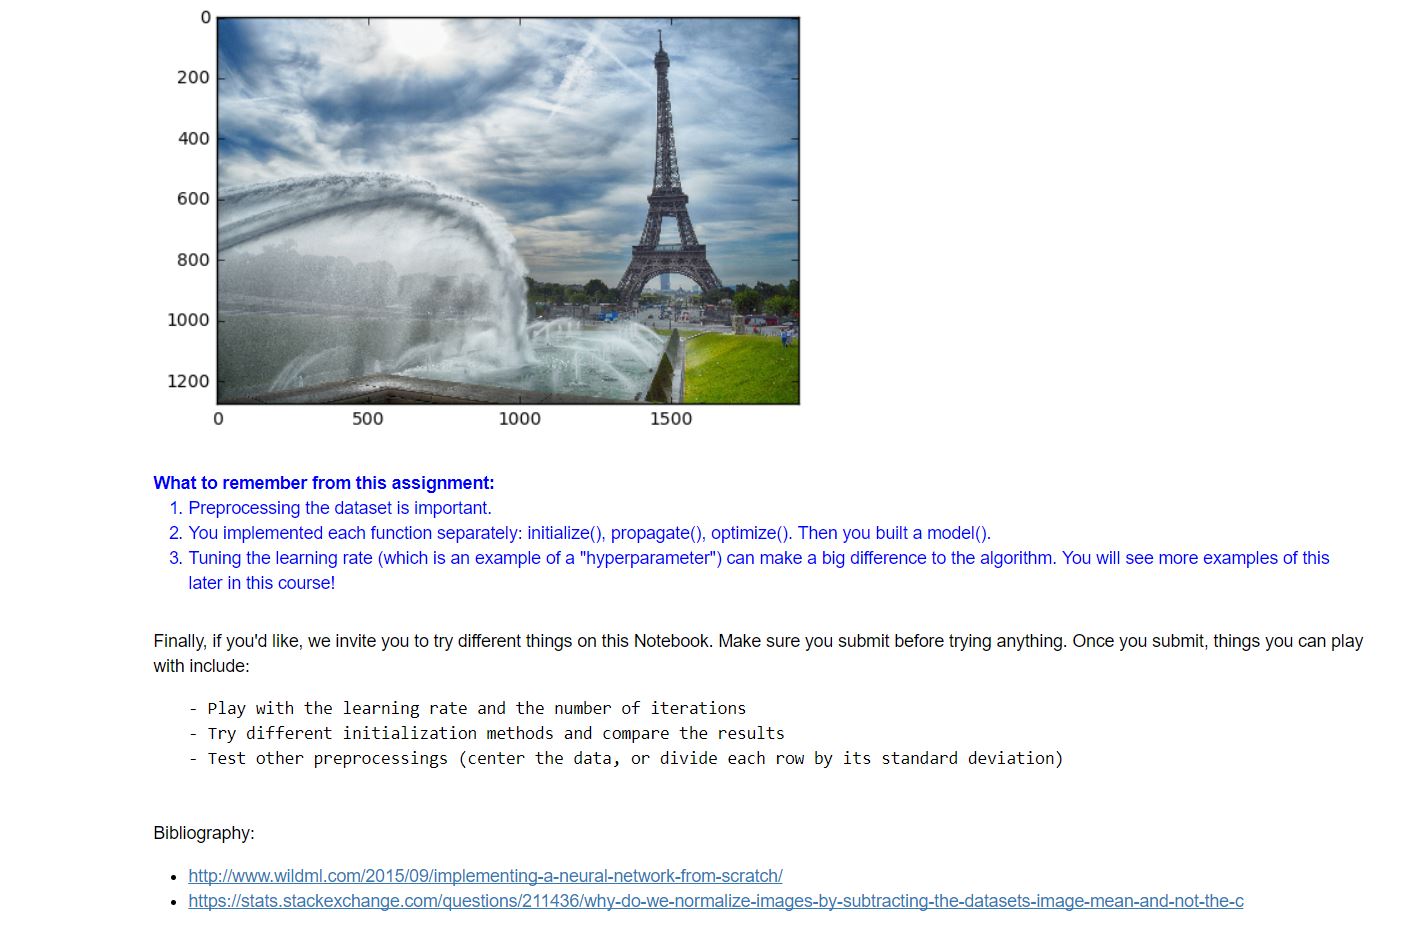 0
200
400
600
800
1000
1200
0 500 1000 1500
What to remember from this assignment:
1. Preprocessing the dataset is important.
2. You implemented each function separately: initialize(), propagate(), optimize(). Then you built a model().
3. Tuning the learning rate (which is an example of a "hyperparameter") can make a big difference to the algorithm. You will see more examples of this
later in this course!
Finally, if you'd like, we invite you to try different things on this Notebook. Make sure you submit before trying anything. Once you submit, things you can play
with include:
- Play with the learning rate and the number of iterations
- Try different initialization methods and compare the results
- Test other preprocessings (center the data, or divide each row by its standard deviation)
Bibliography:
• http://www.wildml.com/2015/09/implementing-a-neural-network-from-scratch/
• https://stats.stackexchange.com/questions/211436/why-do-we-normalize-images-by-subtracting-the-datasets-image-mean-and-not-the-c